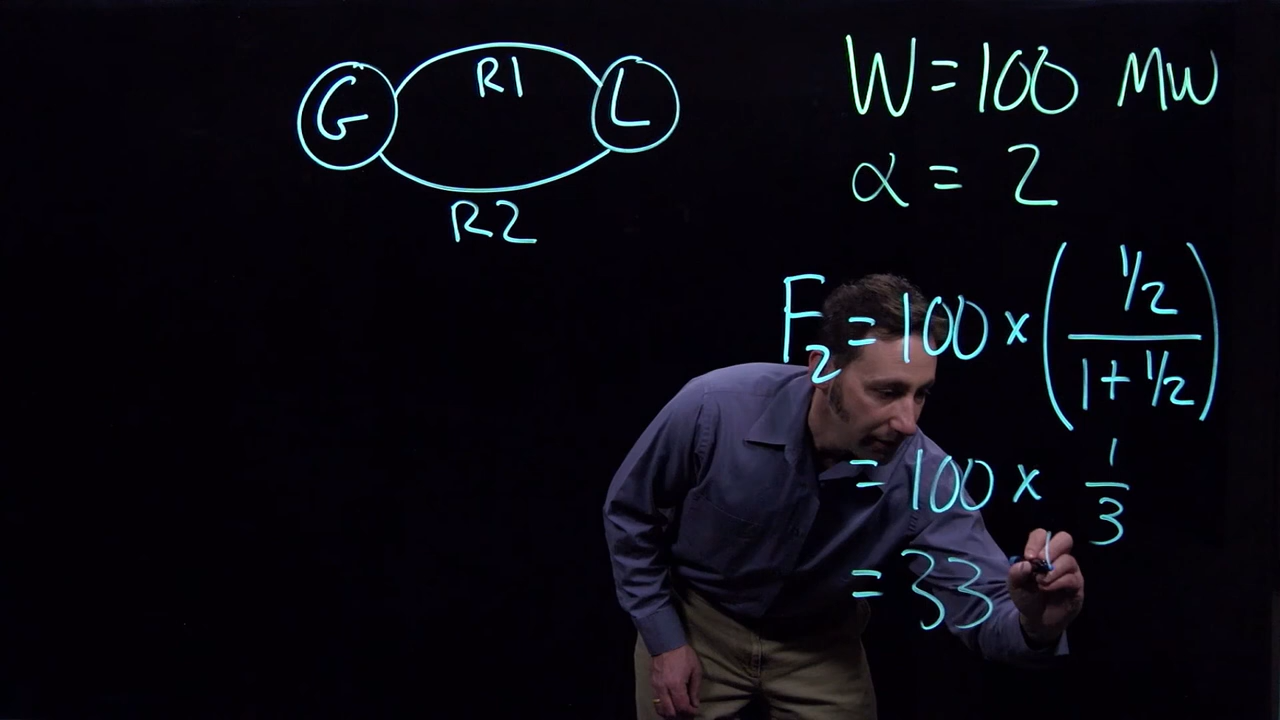 G R1 L
R2
W = 100 MW
α = 2
F₂ = 100 × ( 1/2 / 1 + 1/2 )
= 100 × 1/3
= 33